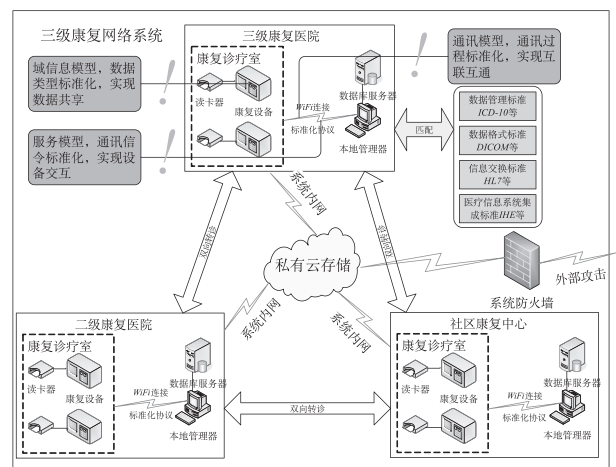 三级康复网络系统
三级康复医院
康复诊疗室
读卡器
康复设备
WiFi连接
标准化协议
数据库服务器
本地管理器
域信息模型，数据
类型标准化，实现
数据共享
服务模型，通讯信
令标准化，实现设
备交互
通讯模型，通讯过
程标准化，实现互
联互通
匹配
数据管理标准
ICD-10等
数据格式标准
DICOM等
信息交换标准
HL7等
医疗信息系统集
成标准IHE等
双向转诊
系统内网
双向转诊
私有云存储
外部攻击
系统防火墙
系统内网
系统内网
二级康复医院
康复诊疗室
读卡器
康复设备
WiFi连接
标准化协议
数据库服务器
本地管理器
双向转诊
社区康复中心
康复诊疗室
读卡器
康复设备
WiFi连接
标准化协议
数据库服务器
本地管理器